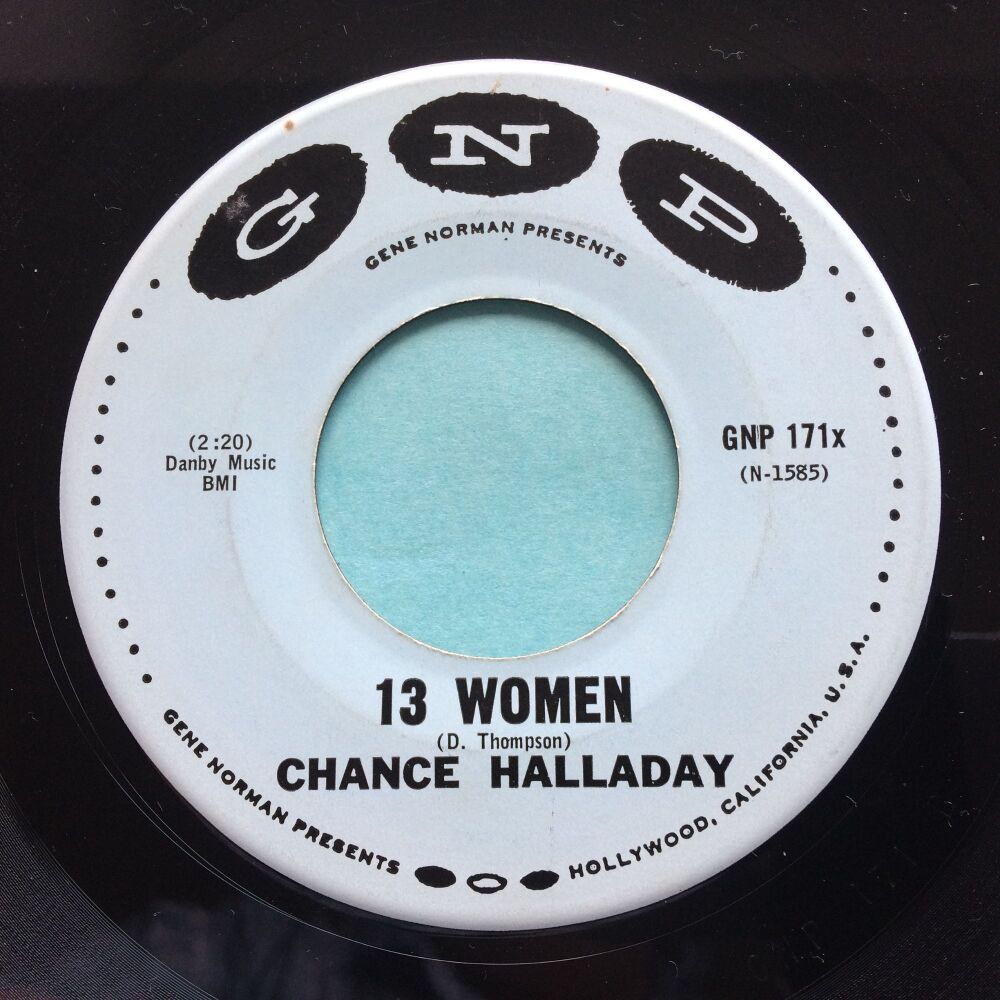 G N P
GENE NORMAN PRESENTS
(2:20)
Danby Music
BMI
GNP 171x
(N-1585)
13 WOMEN
(D. Thompson)
CHANCE HALLADAY
GENE NORMAN PRESENTS
HOLLYWOOD, CALIFORNIA, U.S.A.